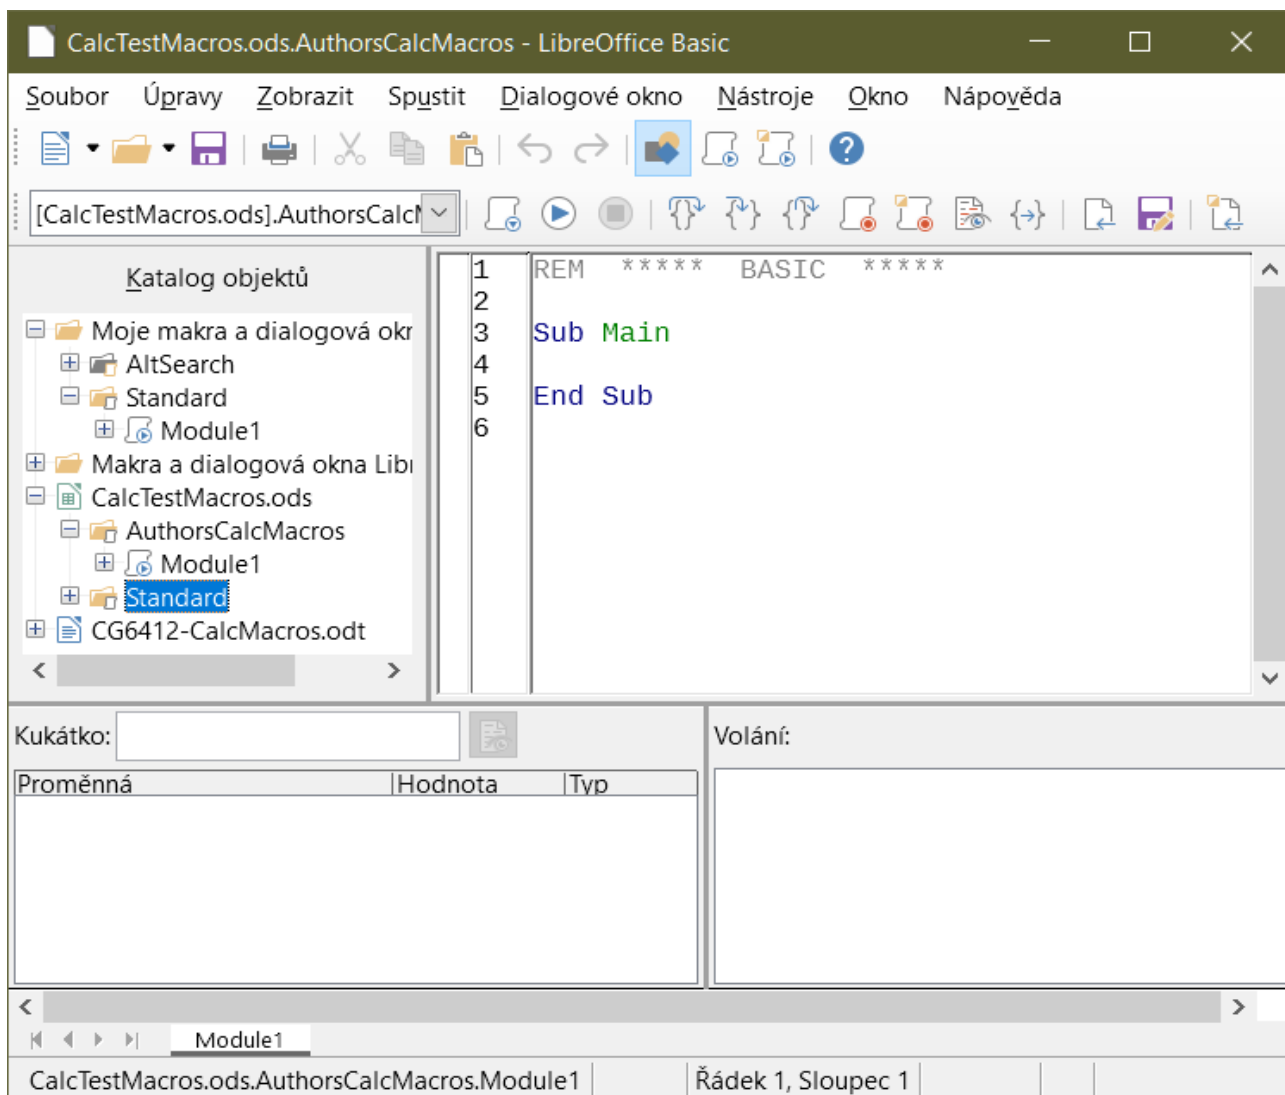 CalcTestMacros.ods.AuthorsCalcMacros - LibreOffice Basic
Soubor Úpravy Zobrazit Spustit Dialogové okno Nástroje Okno Nápověda
[CalcTestMacros.ods].AuthorsCalcM
Katalog objektů
Moje makra a dialogová okn
AltSearch
Standard
Module1
Makra a dialogová okna Libr
CalcTestMacros.ods
AuthorsCalcMacros
Module1
Standard
CG6412-CalcMacros.odt
1 REM ***** BASIC *****
2
3 Sub Main
4
5 End Sub
6
Kukátko:
Proměnná Hodnota Typ
Volání:
Module1
CalcTestMacros.ods.AuthorsCalcMacros.Module1 Řádek 1, Sloupec 1